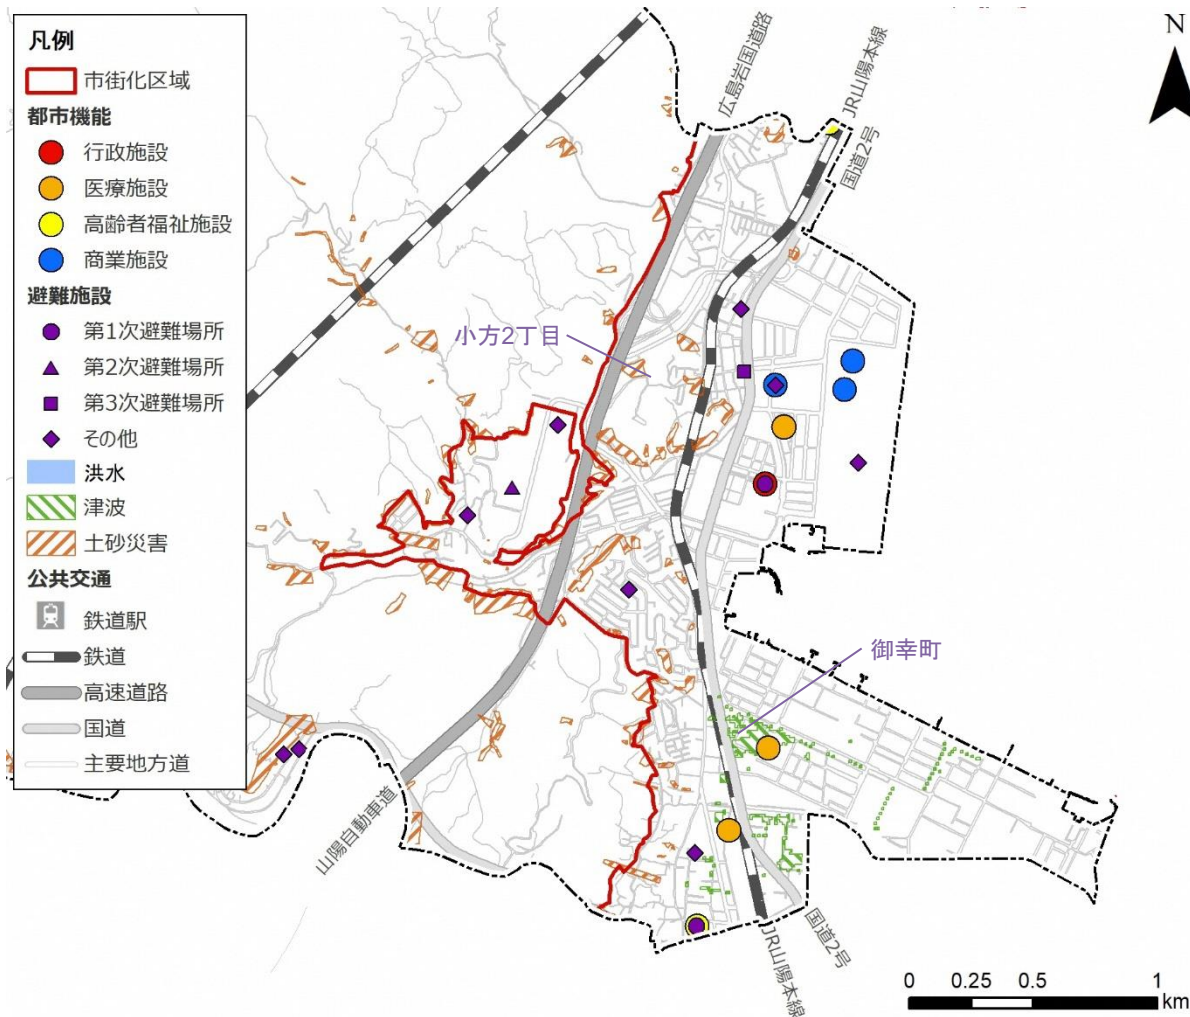 凡例
市街化区域
都市機能
行政施設
医療施設
高齢者福祉施設
商業施設
避難施設
第1次避難場所
第2次避難場所
第3次避難場所
その他
洪水
津波
土砂災害
公共交通
鉄道駅
鉄道
高速道路
国道
主要地方道
広島岩国道路
JR山陽本線
国道2号
N
小方2丁目
御幸町
山陽自動車道
国道2号
JR山陽本線
0 0.25 0.5 1
km